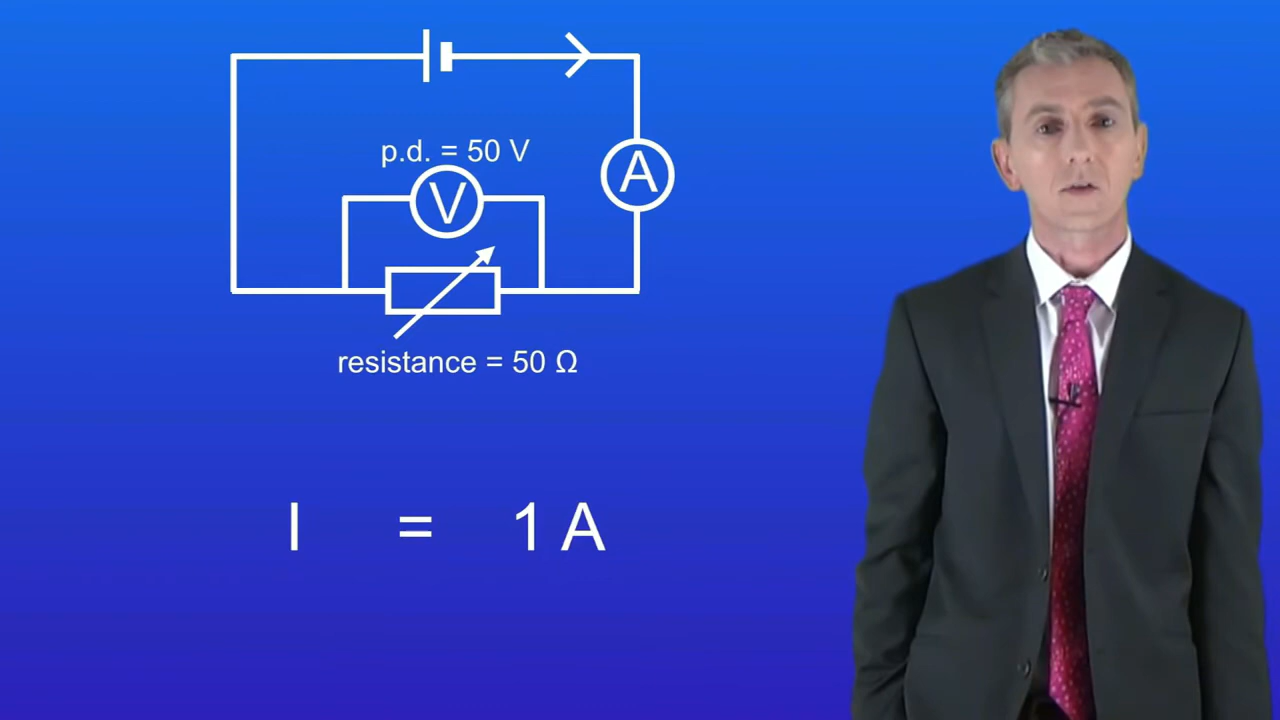 p.d. = 50 V
V
A
resistance = 50 Ω
I = 1 A